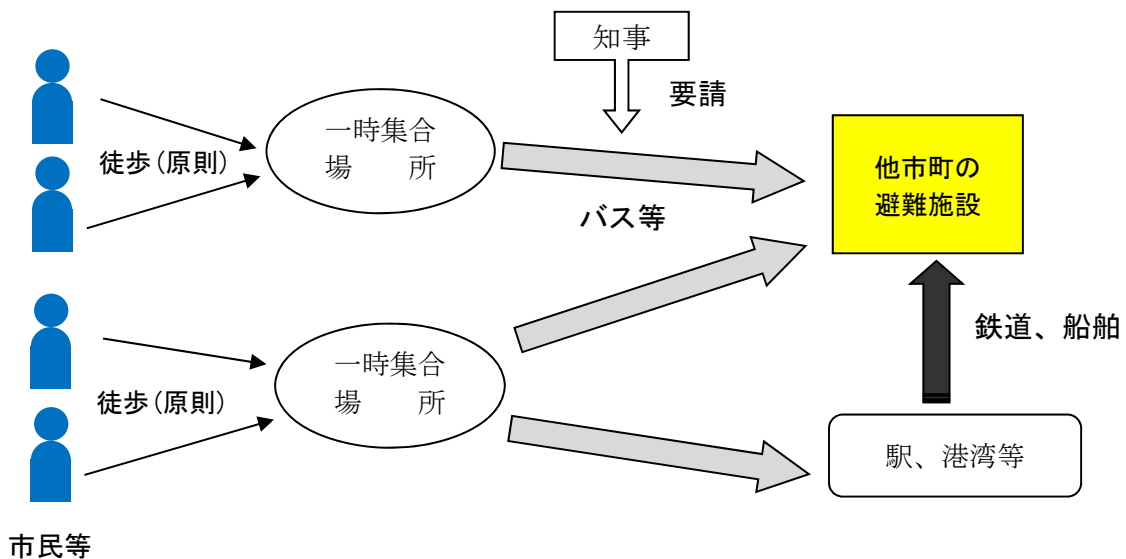 知事
要請
一時集合
場　　所
徒歩(原則)
他市町の
避難施設
バス等
鉄道、船舶
一時集合
場　　所
徒歩(原則)
駅、港湾等
市民等